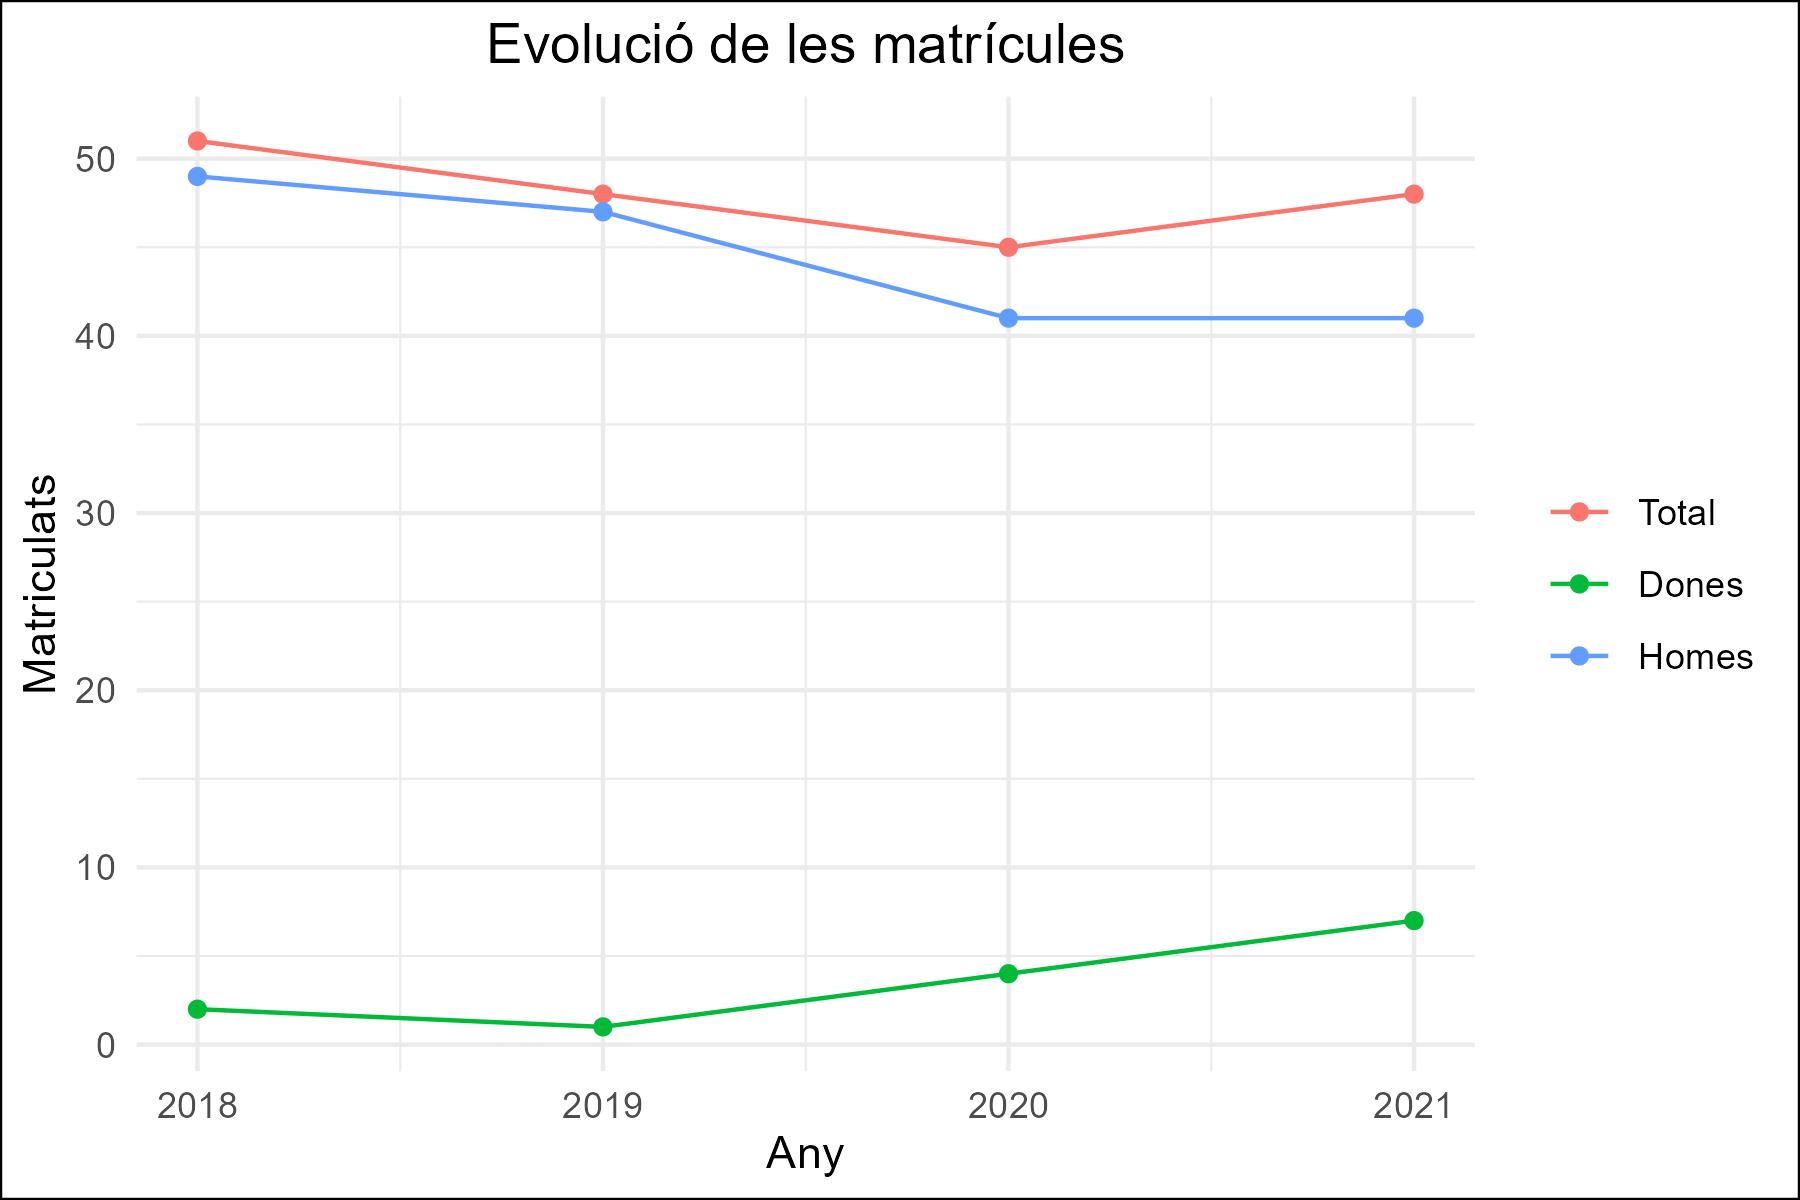 Evolució de les matrícules
Matriculats
50
40
30
20
10
0
2018 2019 2020 2021
Any
Total
Dones
Homes